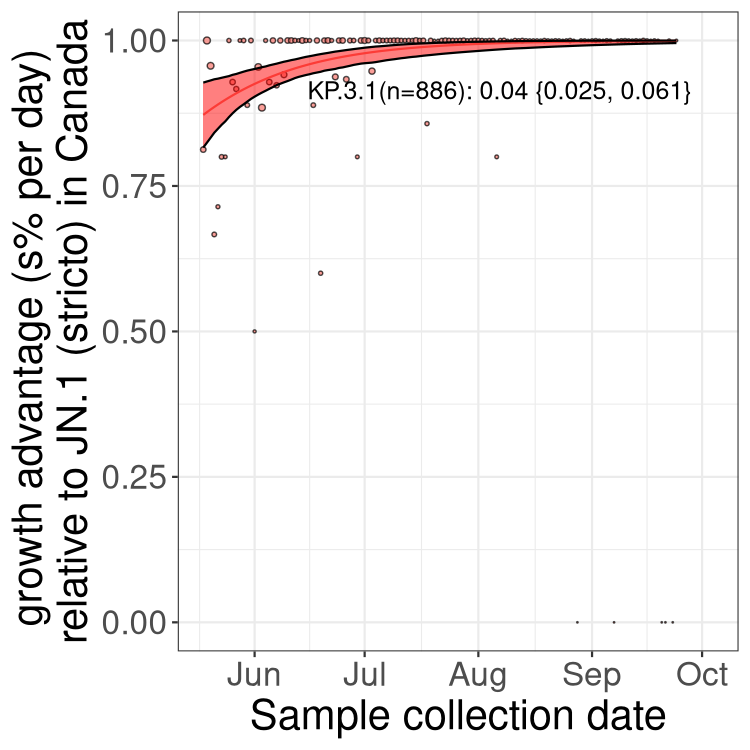 growth advantage (s% per day)
relative to JN.1 (stricto) in Canada
1.00
0.75
0.50
0.25
0.00
KP.3.1(n=886): 0.04 {0.025, 0.061}
Jun Jul Aug Sep Oct
Sample collection date